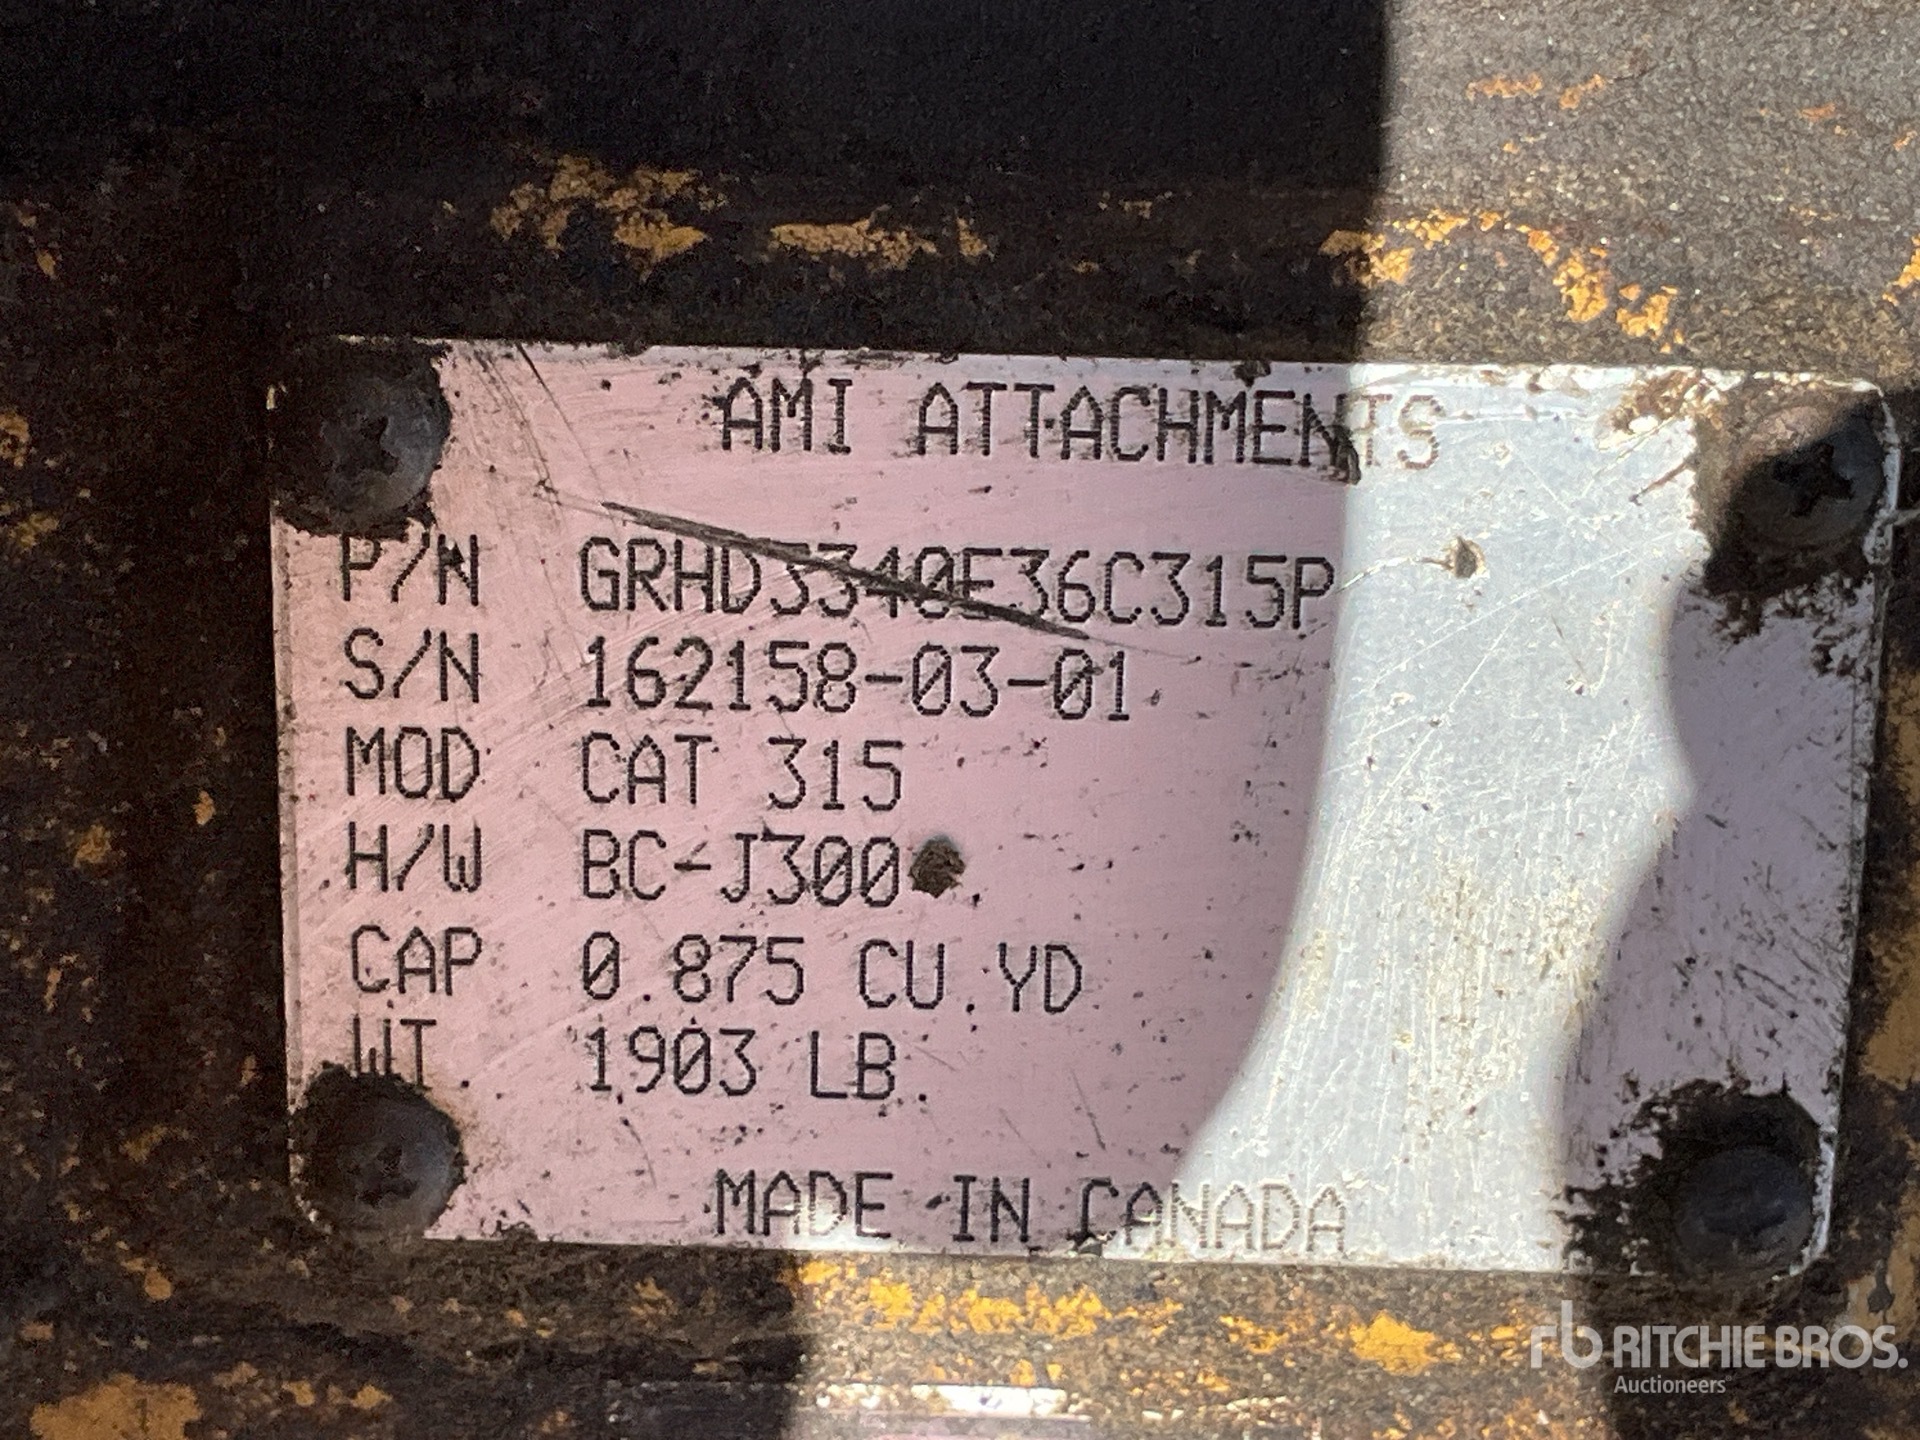 AMI ATTACHMENTS
P/N GRHD3340E36C315P
S/N 162158-03-01
MOD CAT 315
H/W BC-J300
CAP 0.875 CU.YD
WT. 1903 LB.
MADE IN CANADA
rb RITCHIE BROS.
Auctioneers